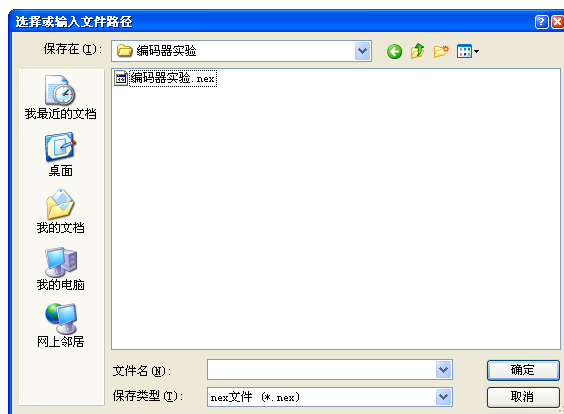 选择或输入文件路径
保存在(I):
编码器实验
编码器实验.nex
我最近的文档
桌面
我的文档
我的电脑
网上邻居
文件名(N):
确定
保存类型(T):
nex文件 (*.nex)
取消